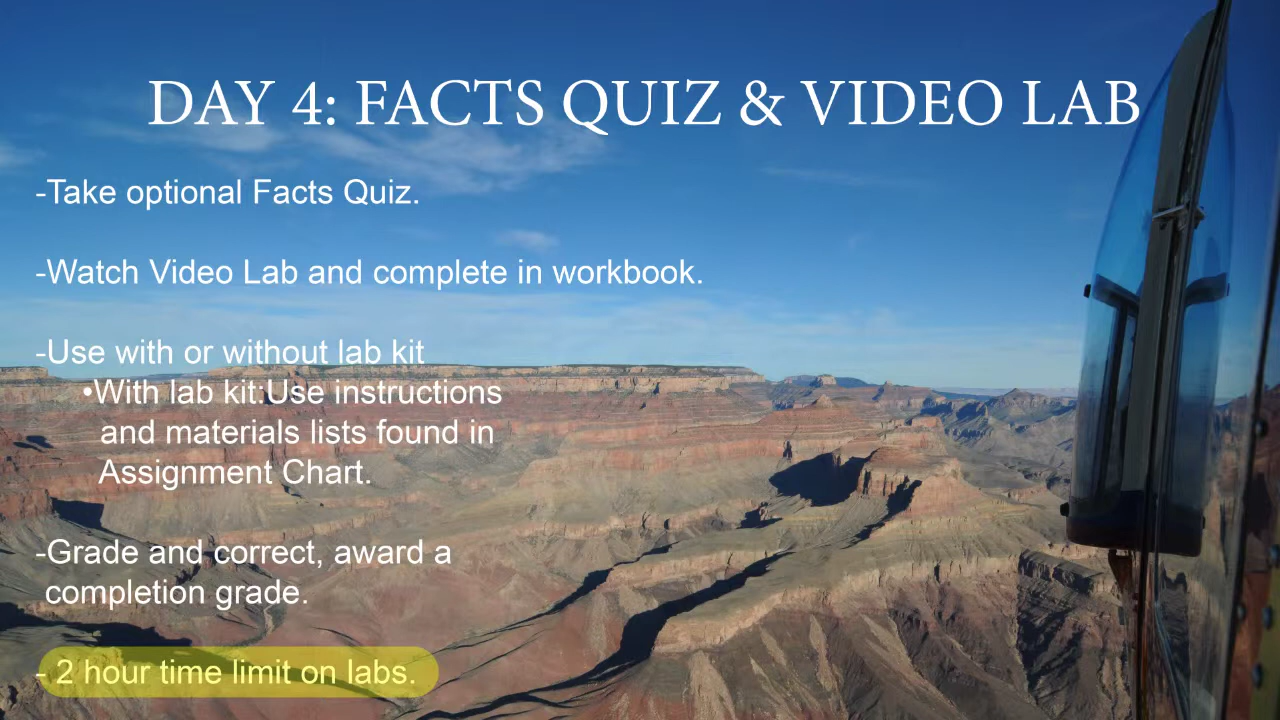 DAY 4: FACTS QUIZ & VIDEO LAB
-Take optional Facts Quiz.
-Watch Video Lab and complete in workbook.
-Use with or without lab kit
•With lab kit:Use instructions
and materials lists found in
Assignment Chart.
-Grade and correct, award a
completion grade.
- 2 hour time limit on labs.